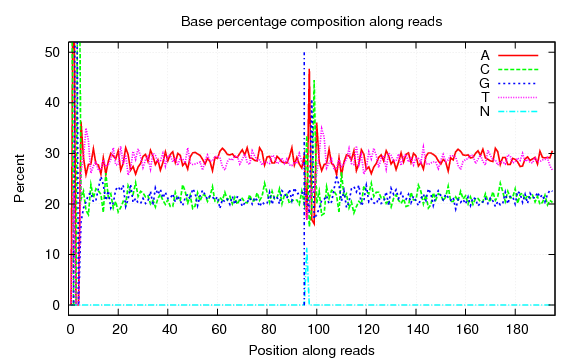 Base percentage composition along reads
50
40
30
20
10
0
Percent
A
C
G
T
N
0 20 40 60 80 100 120 140 160 180
Position along reads